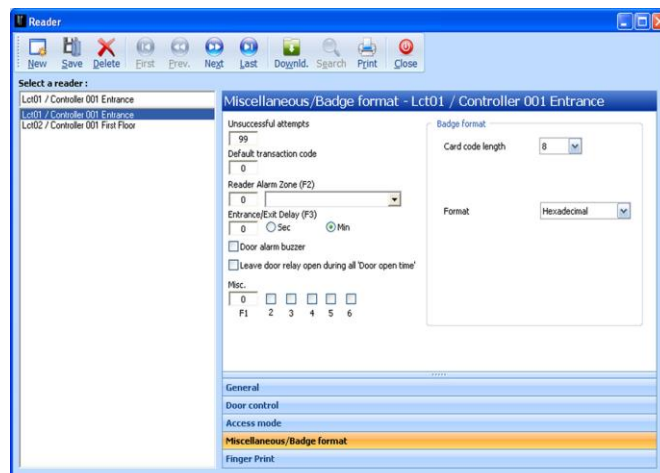 Reader
New Save Delete First Prev. Next Last Downld. Search Print Close
Select a reader :
Lct01 / Controller 001 Entrance
Lct01 / Controller 001 Entrance
Lct02 / Controller 001 First Floor
Miscellaneous/Badge format - Lct01 / Controller 001 Entrance
Unsuccessful attempts
99
Default transaction code
0
Reader Alarm Zone (F2)
0
Entrance/Exit Delay (F3)
0 Sec Min
Door alarm buzzer
Leave door relay open during all 'Door open time'
Misc.
0
F1 2 3 4 5 6
Badge format
Card code length 8
Format Hexadecimal
General
Door control
Access mode
Miscellaneous/Badge format
Finger Print